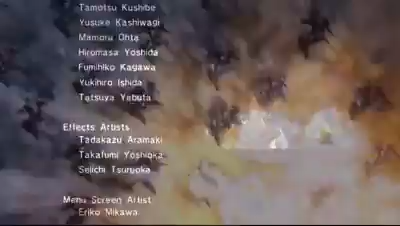 Tamotsu Kushibe
Yusuke Kashiwagi
Mamoru Ohta
Hiromasa Yoshida
Fumihiko Kagawa
Yukihiro Ishida
Tatsuya Yabuta
Effects Artists
Tadakazu Aramaki
Takafumi Yoshioka
Seiichi Tsuruoka
Menu Screen Artist
Eriko Mikawa